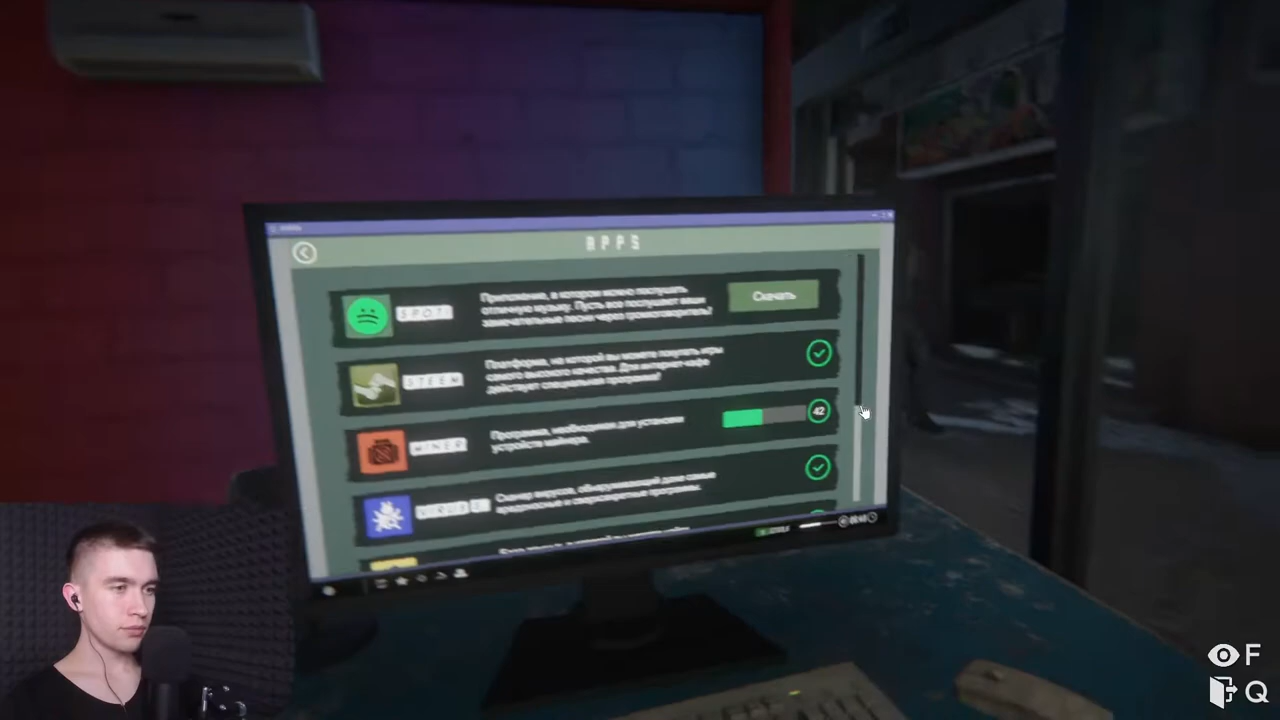 APPS
SPOT!
Приложение, в котором можно послушать
отличную музыку. Пусть все послушают ваши
замечательные песни через громкоговоритель!
Скачать
STEEM
Платформа, на которой вы можете покупать игры
самого высокого качества. Для интернет-кафе
действует специальная программа!
MINER
Программа, необходимая для установки
устройств майнера.
42
VIRUS
Сканер вирусов, обнаруживающий даже самые
вредоносные и
программы.
F
Q